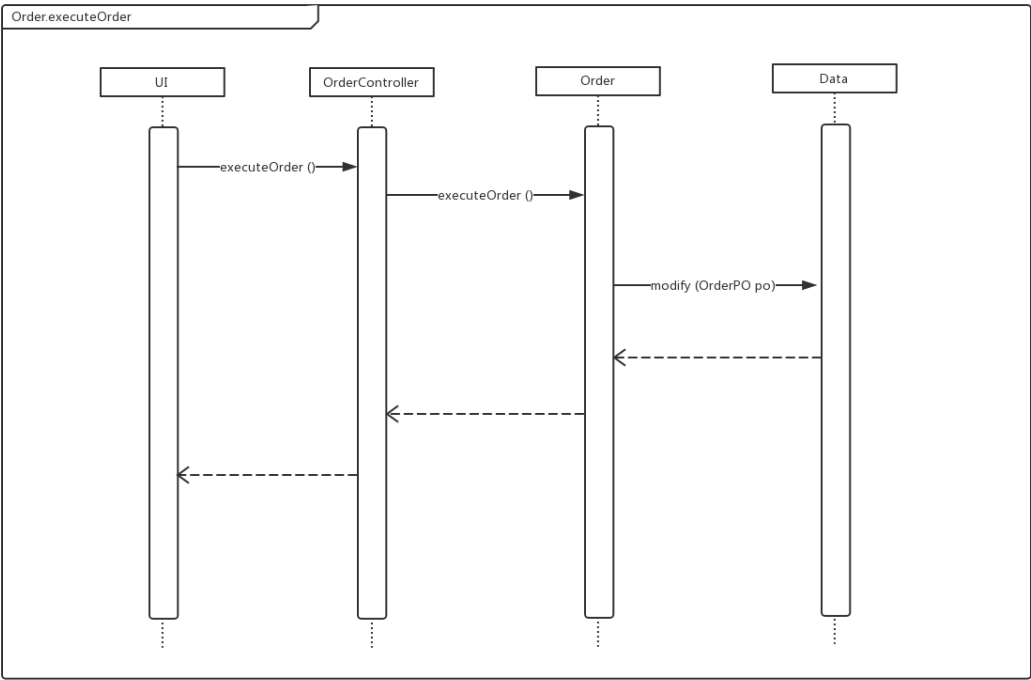 Order.executeOrder
UI
OrderController
Order
Data
executeOrder ()
executeOrder ()
modify (OrderPO po)